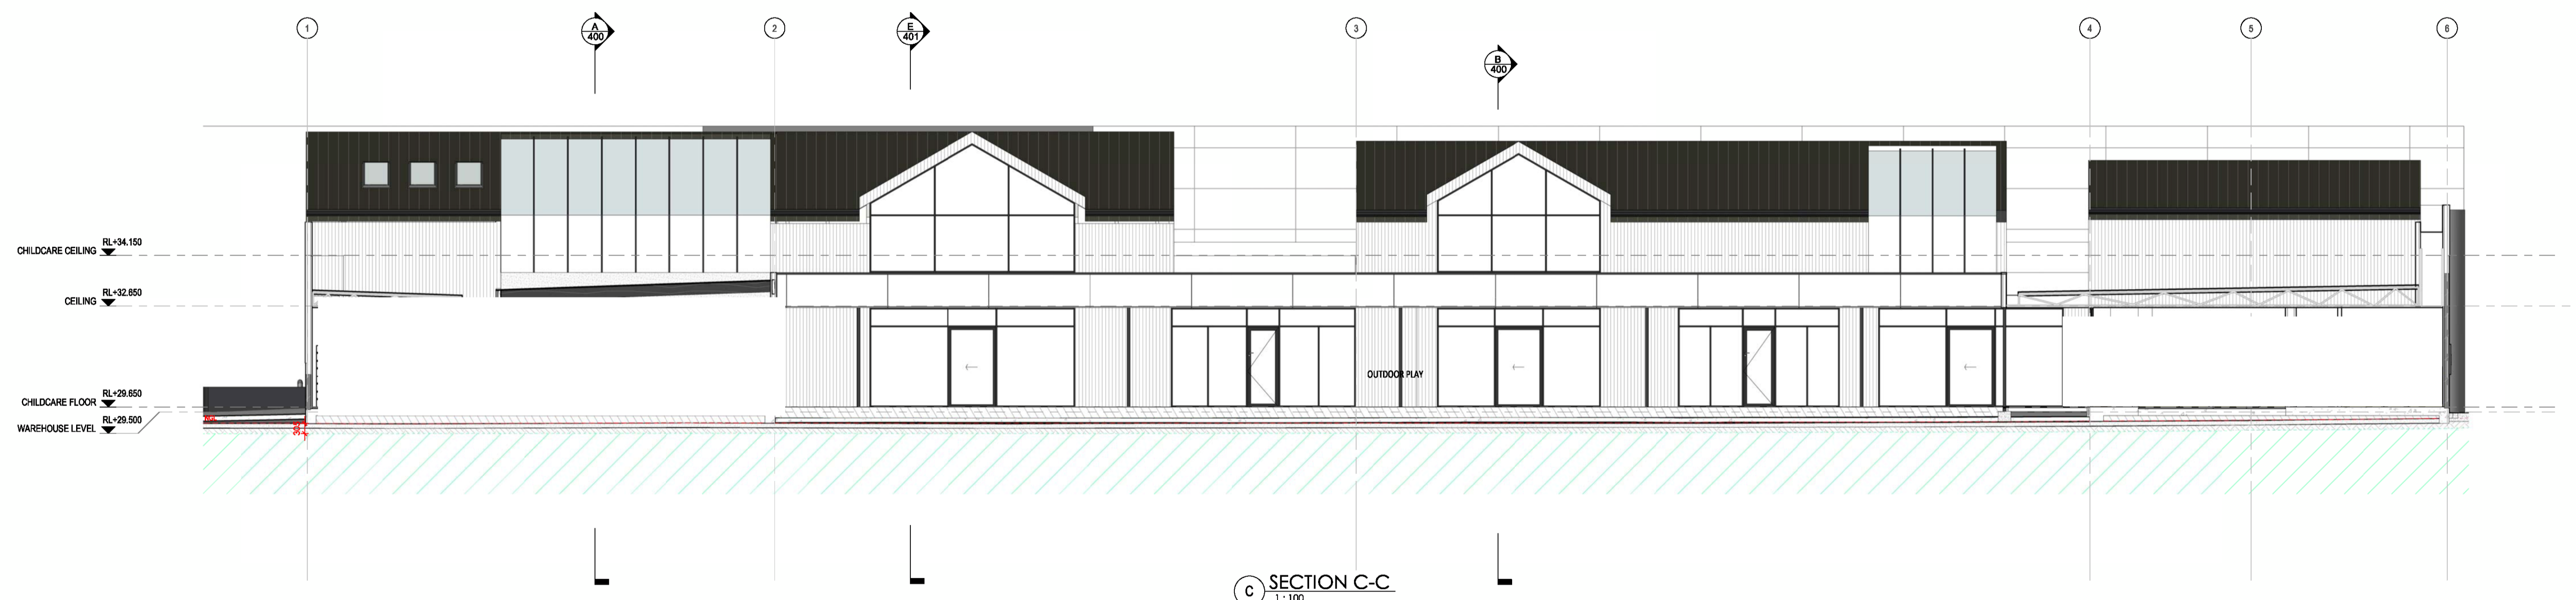 1
A
400
2
E
401
3
B
400
4
5
6
RL+34.150
CHILDCARE CEILING
RL+32.650
CEILING
OUTDOOR PLAY
RL+29.650
CHILDCARE FLOOR
RL+29.500
WAREHOUSE LEVEL
C
SECTION C-C
1 : 100